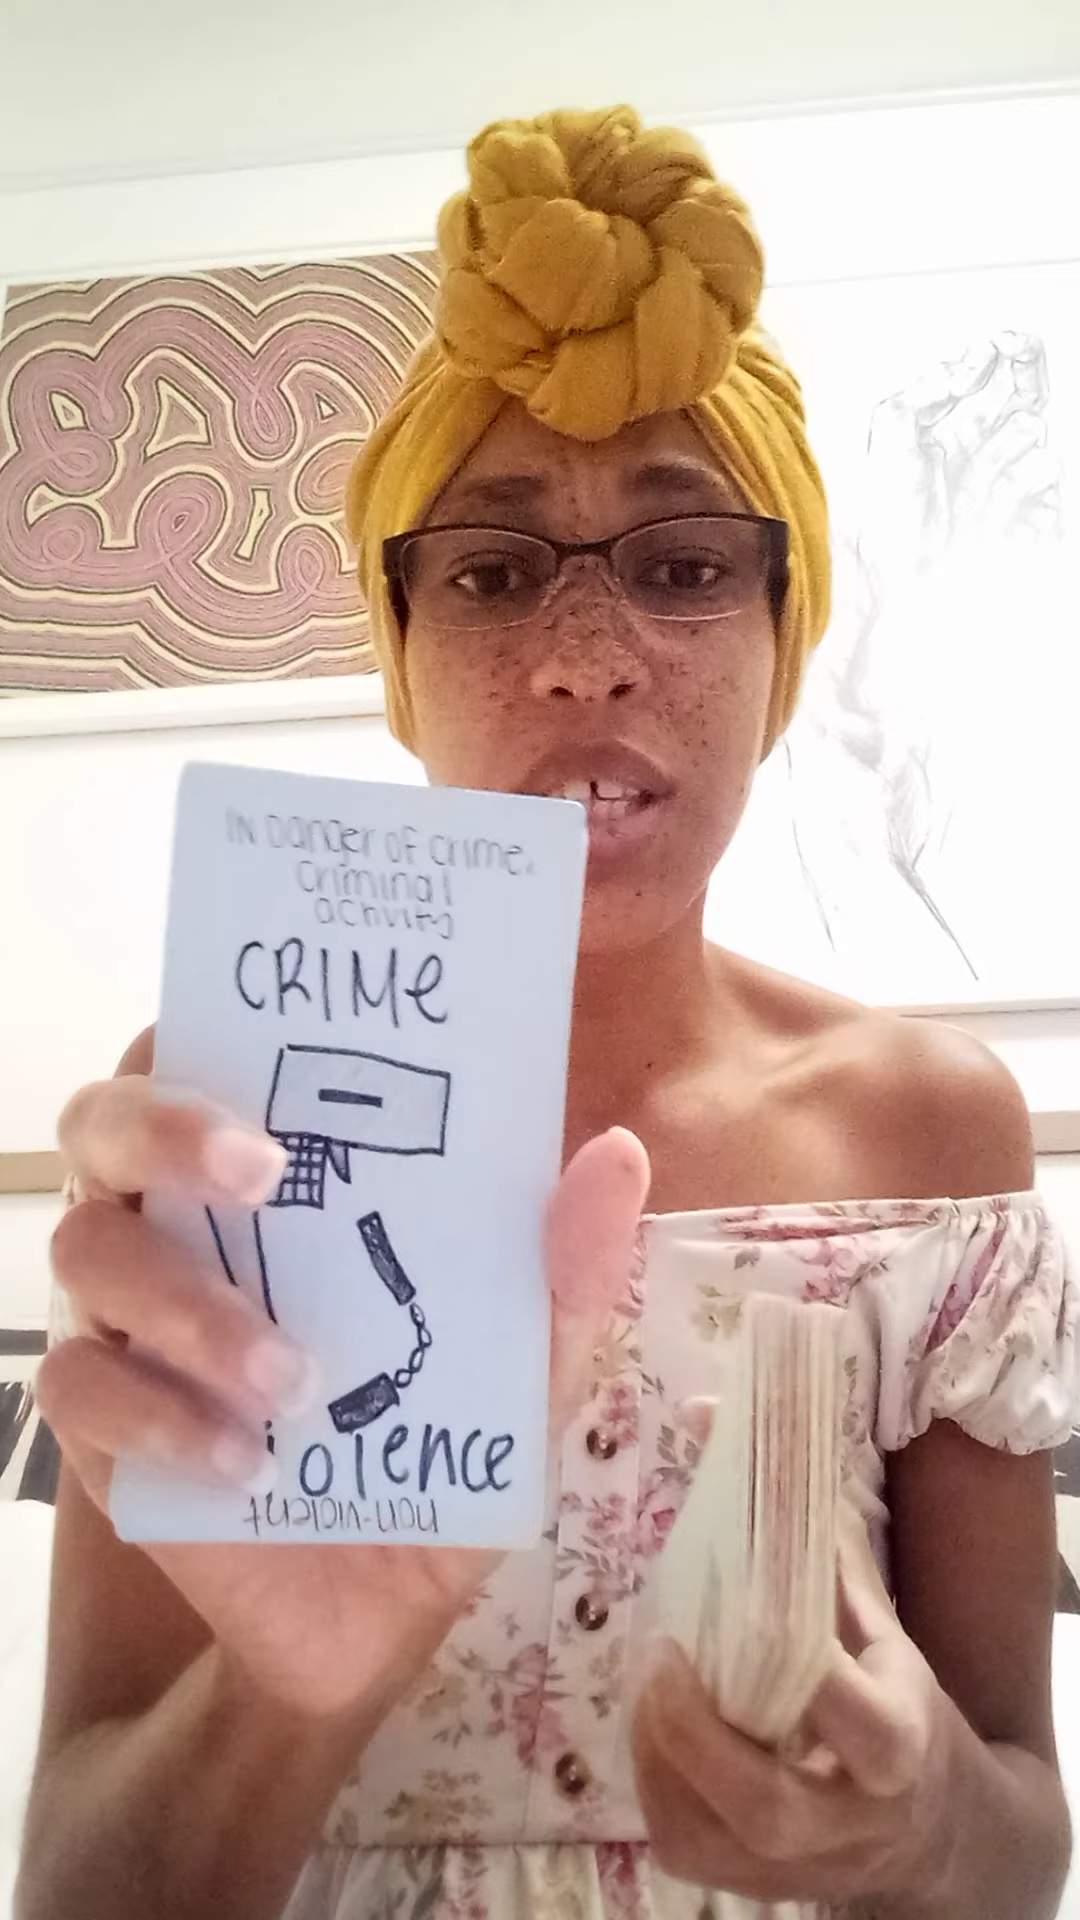 IN Danger of crime.
Criminal
activity
CRIMe
iolence
non-violent